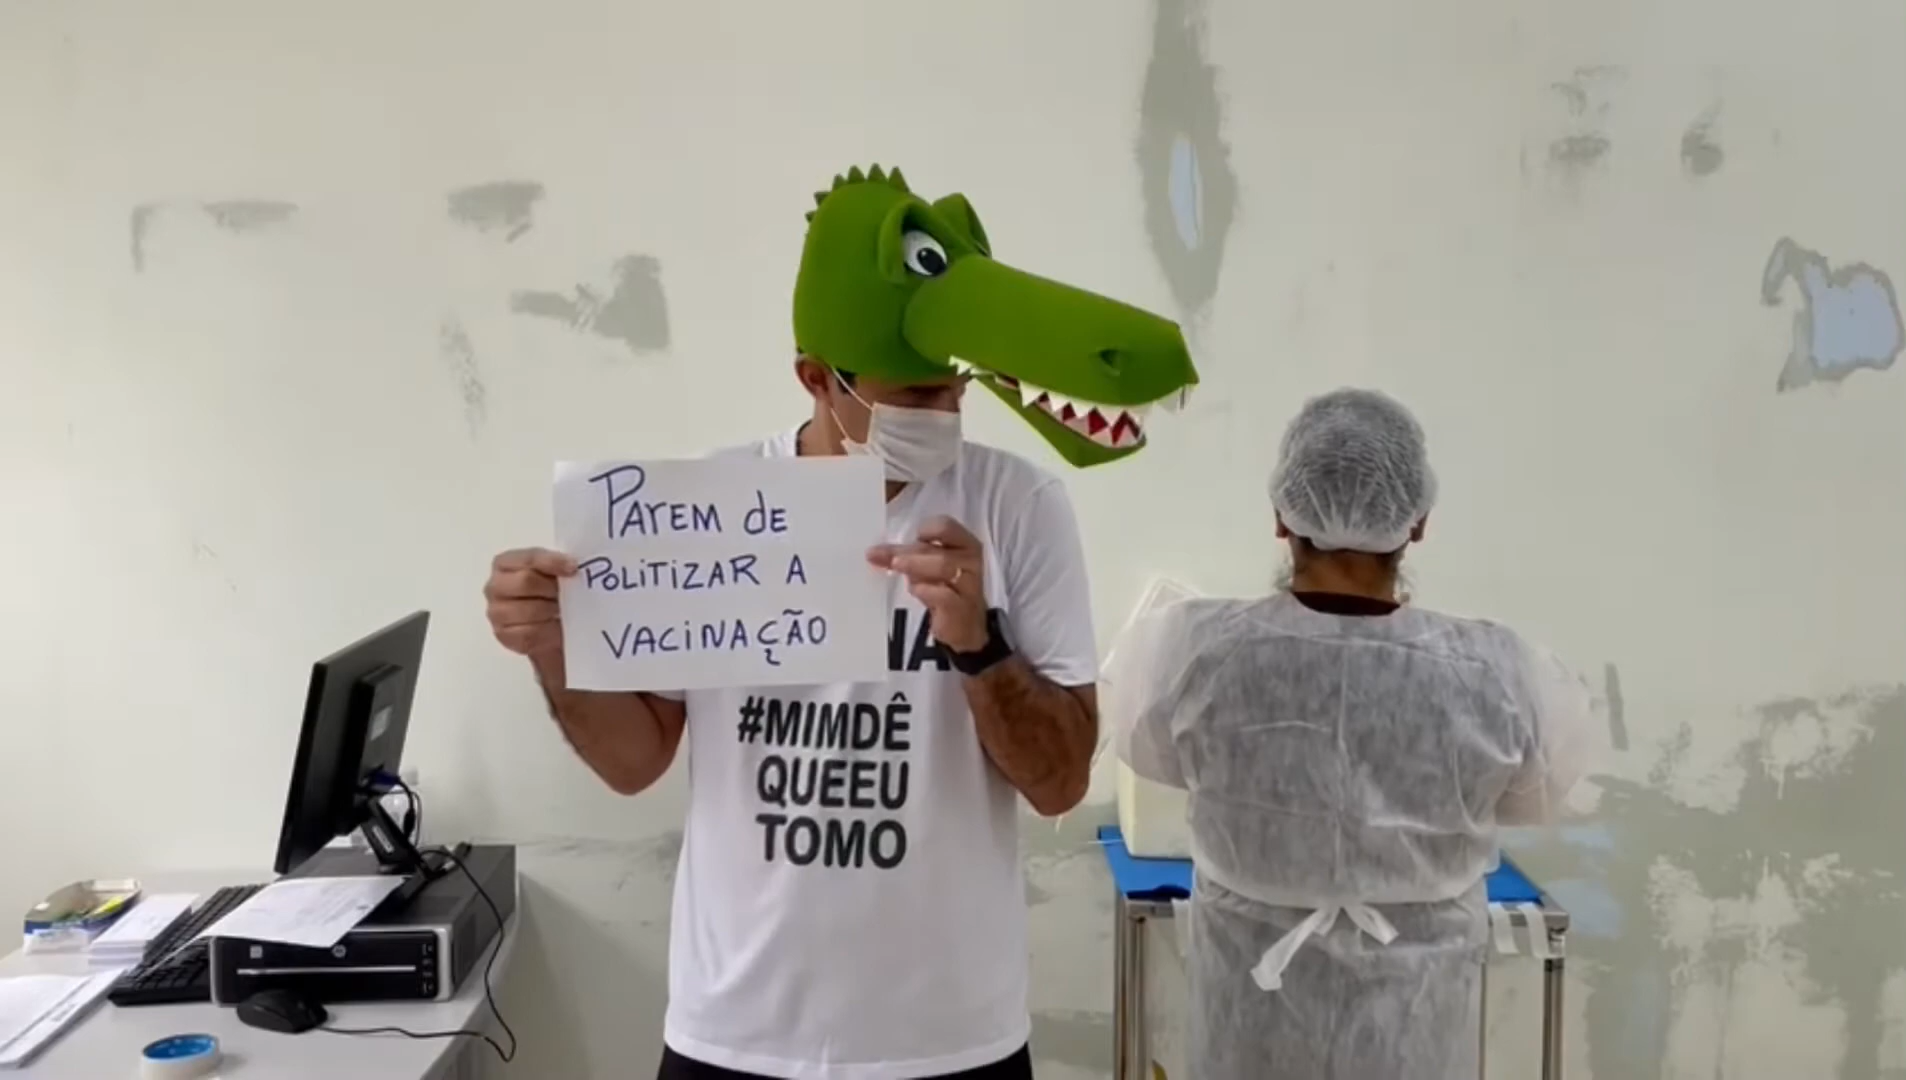 PAREM dE
POLITIZAR A
VACINAÇÃO
#MIMDÊ
QUEEU
TOMO